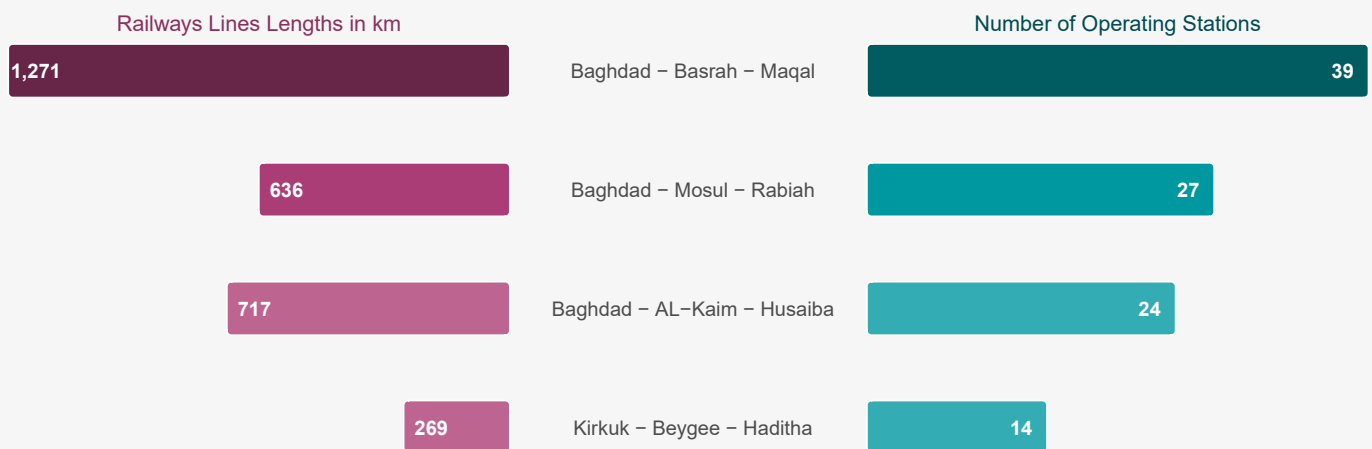 Railways Lines Lengths in km
Number of Operating Stations
1,271 Baghdad − Basrah − Maqal 39
636 Baghdad − Mosul − Rabiah 27
717 Baghdad − AL−Kaim − Husaiba 24
269 Kirkuk − Beygee − Haditha 14